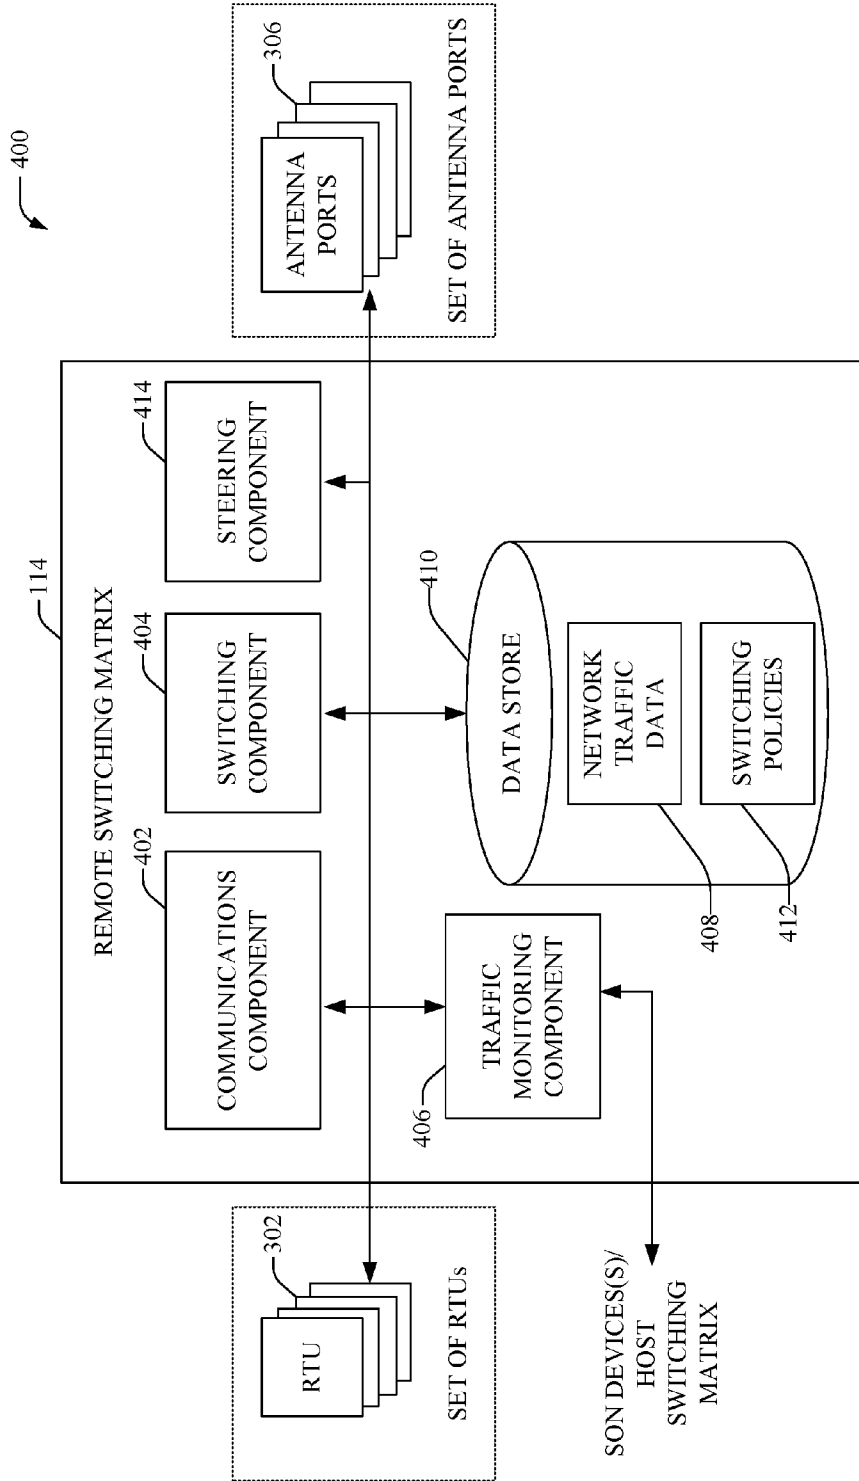 400
114
REMOTE SWITCHING MATRIX
402
COMMUNICATIONS
COMPONENT
404
SWITCHING
COMPONENT
414
STEERING
COMPONENT
302
RTU
SET OF RTUs
306
ANTENNA
PORTS
SET OF ANTENNA PORTS
406
TRAFFIC
MONITORING
COMPONENT
410
DATA STORE
NETWORK
TRAFFIC
DATA
408
SWITCHING
POLICIES
412
SON DEVICES(S)/
HOST
SWITCHING
MATRIX